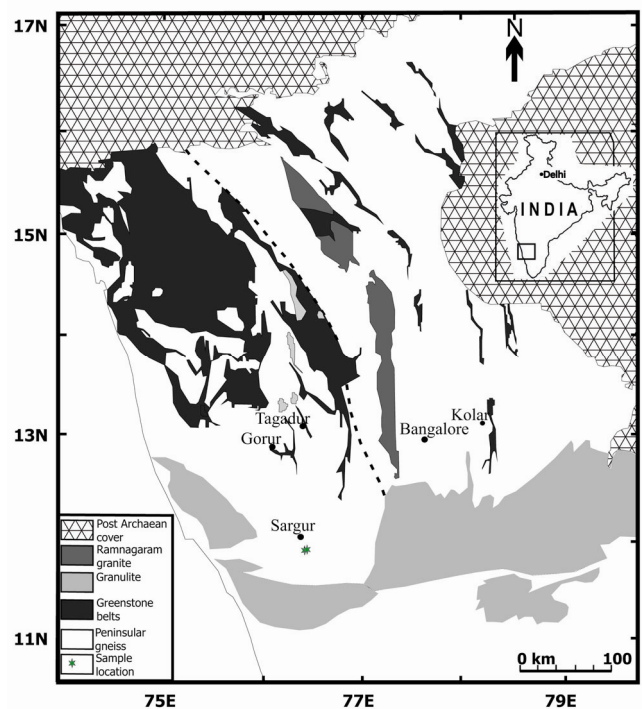 17N
N
Delhi
INDIA
15N
Kolar
Tagadur
Bangalore
13N
Gorur
Sargur
Post Archaean
cover
Ramnagaram
granite
Granulite
Greenstone
belts
Peninsular
gneiss
Sample
location
11N
0 km 100
75E
77E
79E